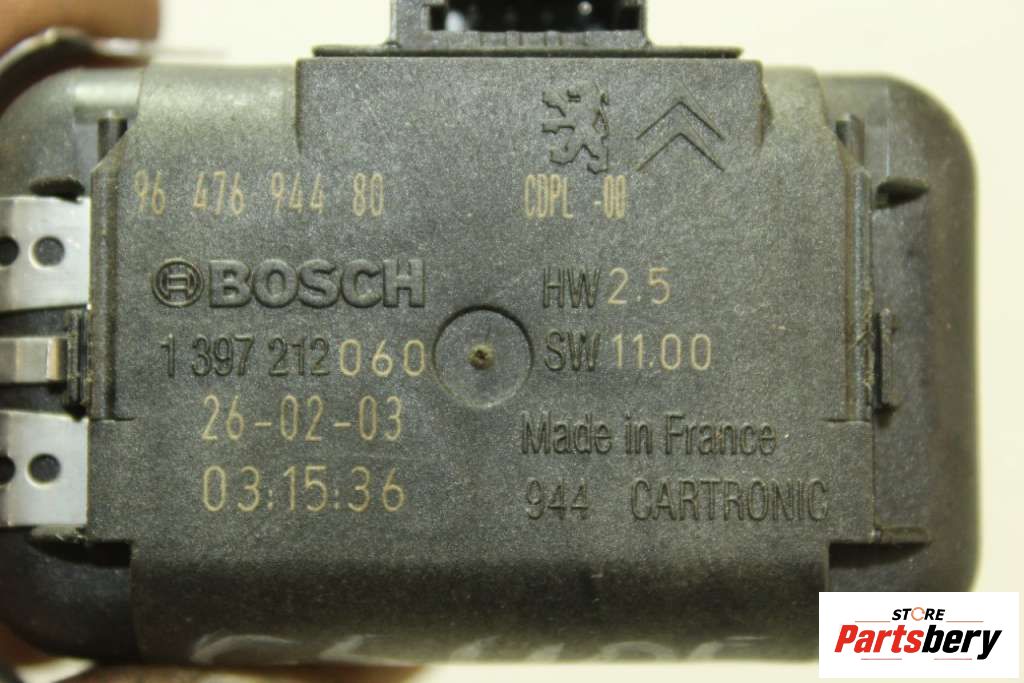 96 476 944 80
CDPL -00
BOSCH
HW 2.5
1 397 212 060
SW 11.00
26-02-03
Made in France
03:15:36
944 CARTRONIC
STORE
Partsbery